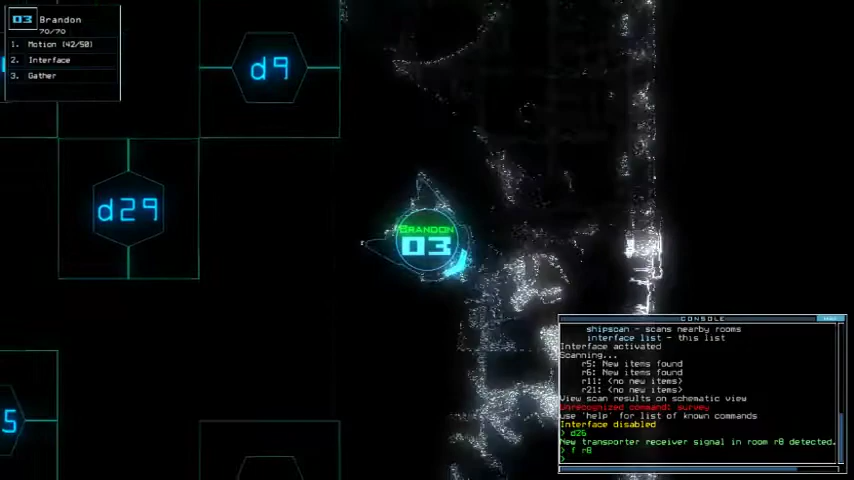 03 Brandon
70/70
1. Motion (42/50)
2. Interface
3. Gather
d9
d29
5
BRANDON
03
CONSOLE
shipscan - scans nearby rooms
interface list - this list
Interface activated
Scanning...
r5: New items found
r6: New items found
r11: <no new items>
r21: <no new items>
View scan results on schematic view
Unrecognized command: survey
use 'help' for list of known commands
Interface disabled
> d26
New transporter receiver signal in room r8 detected.
> f r8
>